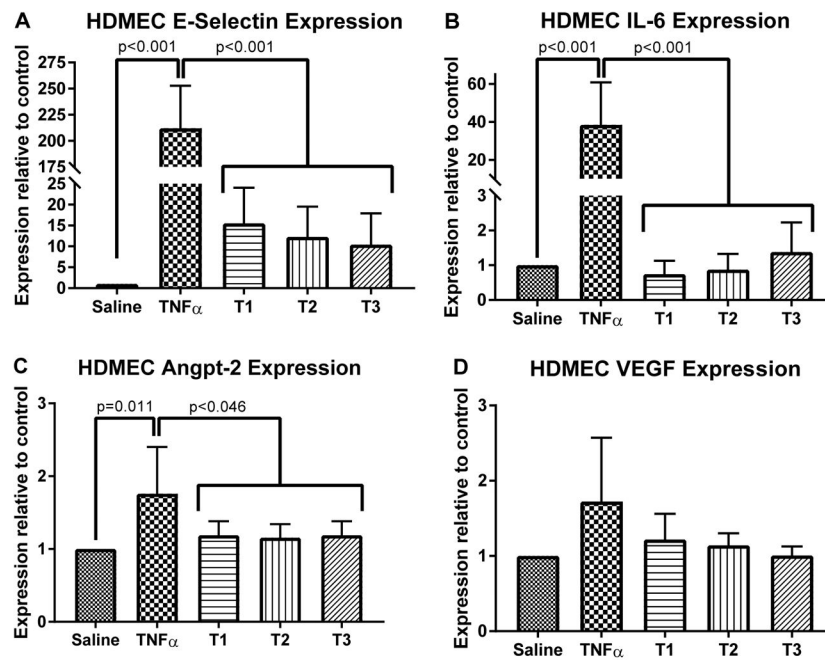 A HDMEC E-Selectin Expression
p<0.001 p<0.001
Expression relative to control
275
250
225
200
175
25
20
15
10
5
0
Saline TNFα T1 T2 T3
B HDMEC IL-6 Expression
p<0.001 p<0.001
Expression relative to control
60
40
20
3
2
1
0
Saline TNFα T1 T2 T3
C HDMEC Angpt-2 Expression
p=0.011 p<0.046
Expression relative to control
3
2
1
0
Saline TNFα T1 T2 T3
D HDMEC VEGF Expression
Expression relative to control
3
2
1
0
Saline TNFα T1 T2 T3